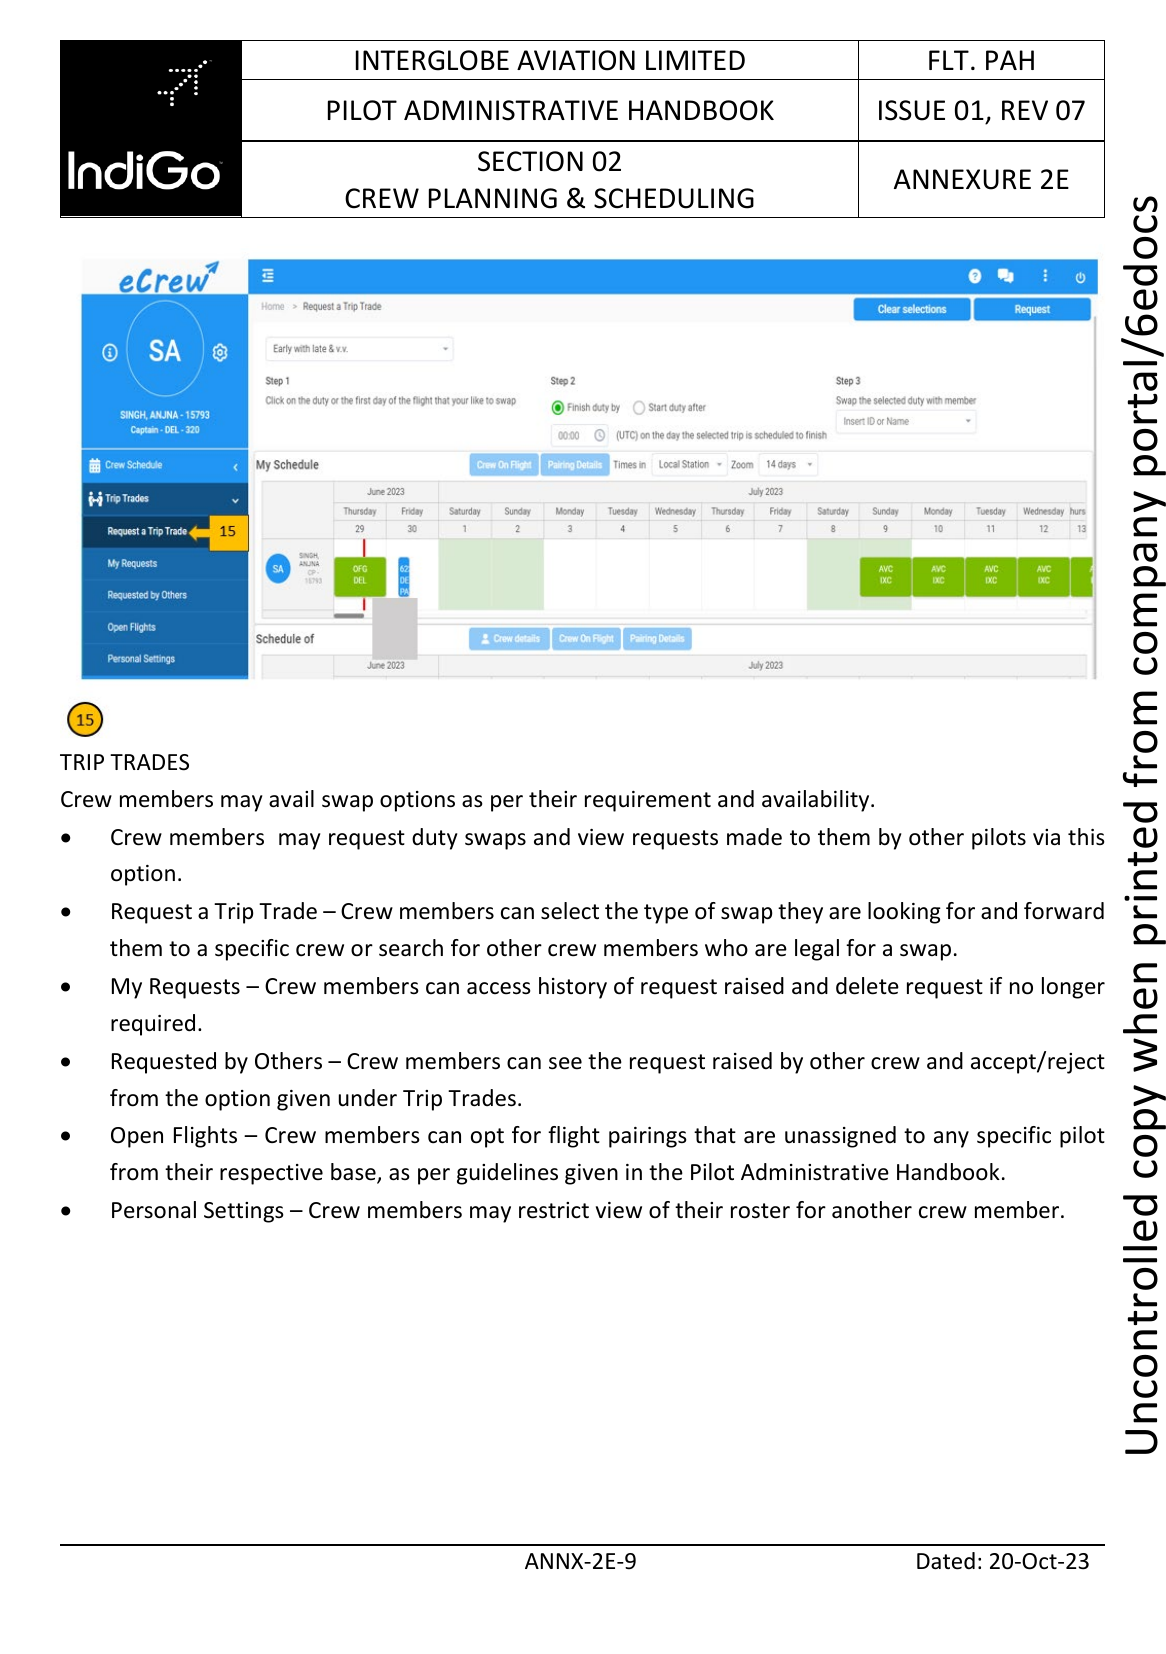 INTERGLOBE AVIATION LIMITED
FLT. PAH
PILOT ADMINISTRATIVE HANDBOOK
ISSUE 01, REV 07
IndiGo
SECTION 02
CREW PLANNING & SCHEDULING
ANNEXURE 2E
eCrew
Home > Request a Trip Trade
Clear selections
Request
SA
SINGH, ANJNA - 15793
Captain - DEL - 320
Early with late & v.v.
Step 1
Click on the duty or the first day of the flight that your like to swap
Step 2
Finish duty by
Start duty after
00:00
(UTC) on the day the selected trip is scheduled to finish
Step 3
Swap the selected duty with member
Insert ID or Name
Crew Schedule
Trip Trades
Request a Trip Trade
15
My Requests
Requested by Others
Open Flights
Personal Settings
My Schedule
Crew On Flight
Pairing Details
Times in
Local Station
Zoom
14 days
June 2023
July 2023
Thursday Friday Saturday Sunday Monday Tuesday Wednesday Thursday Friday Saturday Sunday Monday Tuesday Wednesday hurs
29 30 1 2 3 4 5 6 7 8 9 10 11 12 13
SA
SINGH,
ANJNA
CP -
15793
OFG
DEL
62
DE
PA
AVC
IXC
AVC
IXC
AVC
IXC
AVC
IXC
Schedule of
Crew details
Crew On Flight
Pairing Details
June 2023
July 2023
15
TRIP TRADES
Crew members may avail swap options as per their requirement and availability.
• Crew members may request duty swaps and view requests made to them by other pilots via this
option.
• Request a Trip Trade – Crew members can select the type of swap they are looking for and forward
them to a specific crew or search for other crew members who are legal for a swap.
• My Requests – Crew members can access history of request raised and delete request if no longer
required.
• Requested by Others – Crew members can see the request raised by other crew and accept/reject
from the option given under Trip Trades.
• Open Flights – Crew members can opt for flight pairings that are unassigned to any specific pilot
from their respective base, as per guidelines given in the Pilot Administrative Handbook.
• Personal Settings – Crew members may restrict view of their roster for another crew member.
ANNX-2E-9
Dated: 20-Oct-23
Uncontrolled copy when printed from company portal/6edocs